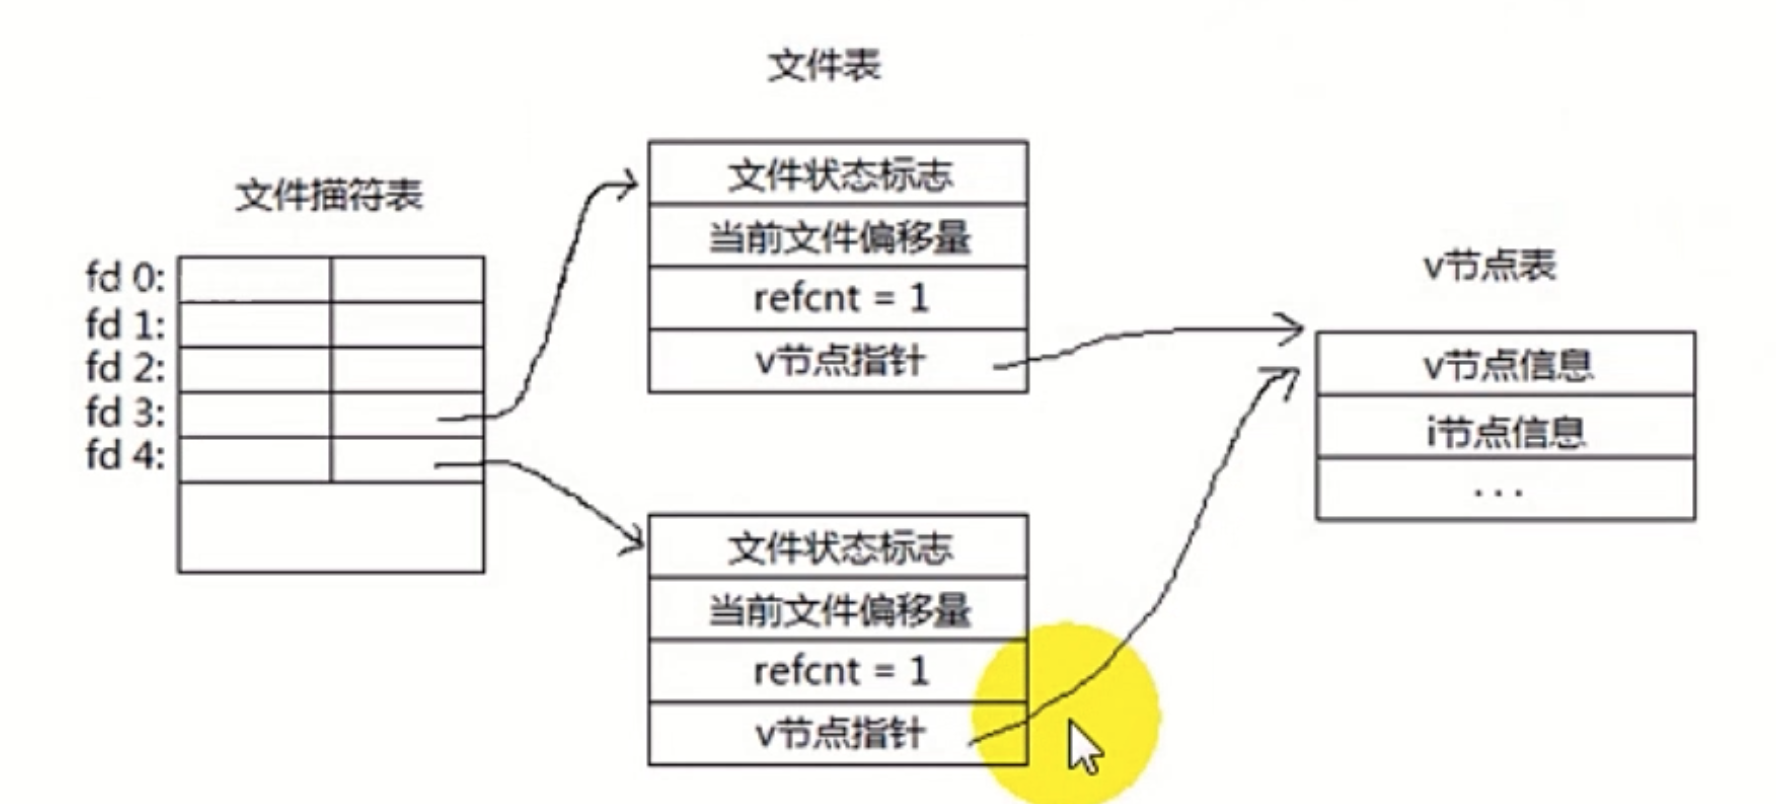 文件表
文件描符表
fd 0:
fd 1:
fd 2:
fd 3:
fd 4:
文件状态标志
当前文件偏移量
refcnt = 1
v节点指针
文件状态标志
当前文件偏移量
refcnt = 1
v节点指针
v节点表
v节点信息
i节点信息
...